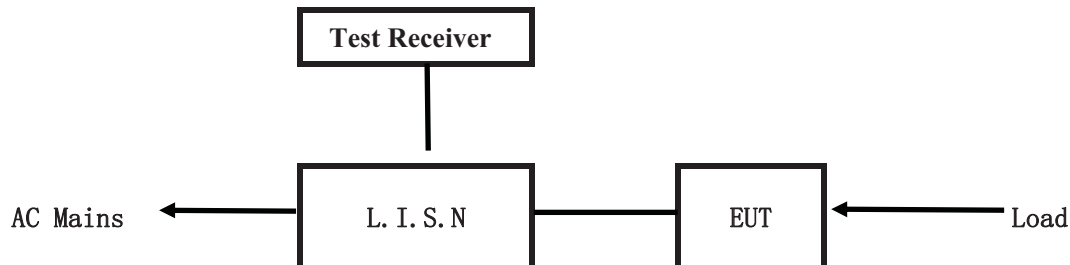 Test Receiver
AC Mains
L.I.S.N
EUT
Load